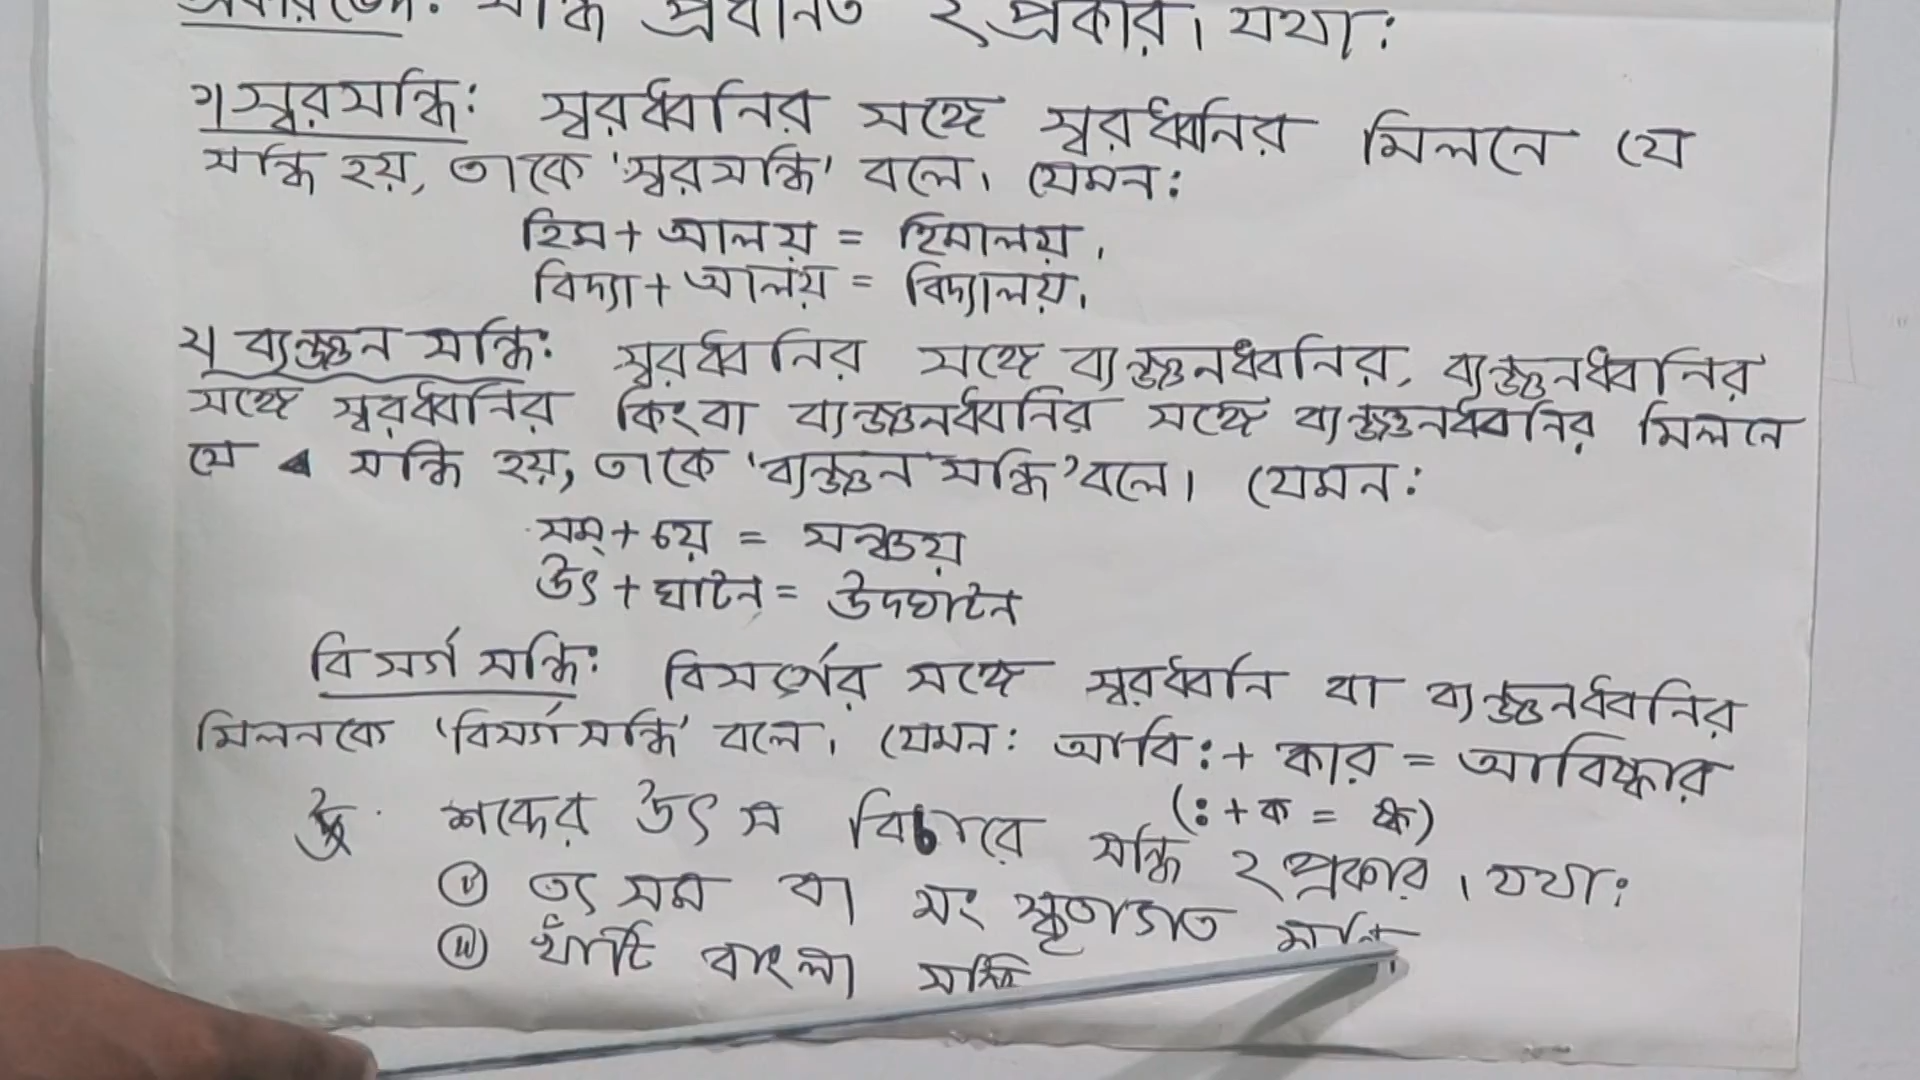 প্রকারভেদ: সন্ধি প্রধানত ২ প্রকার। যথা:
১) স্বরসন্ধি: স্বরধ্বনির সঙ্গে স্বরধ্বনির মিলনে যে
সন্ধি হয়, তাকে 'স্বরসন্ধি' বলে। যেমন:
হিম + আলয় = হিমালয়।
বিদ্যা + আলয় = বিদ্যালয়।
২) ব্যঞ্জন সন্ধি: স্বরধ্বনির সঙ্গে ব্যঞ্জনধ্বনির, ব্যঞ্জনধ্বনির
সঙ্গে স্বরধ্বনির কিংবা ব্যঞ্জনধ্বনির সঙ্গে ব্যঞ্জনধ্বনির মিলনে
যে সন্ধি হয়, তাকে 'ব্যঞ্জন সন্ধি' বলে। যেমন:
সম্ + চয় = সঞ্চয়
উৎ + ঘাটন = উদঘাটন
বিসর্গ সন্ধি: বিসর্গের সঙ্গে স্বরধ্বনি বা ব্যঞ্জনধ্বনির
মিলনকে 'বিসর্গ সন্ধি' বলে। যেমন: আবি: + কার = আবিষ্কার
(ঃ + ক = ষ্ক)
শব্দের উৎস বিচারে সন্ধি ২ প্রকার। যথা:
(i) তৎসম বা সংস্কৃতাগত সন্ধি
(ii) খাঁটি বাংলা সন্ধি